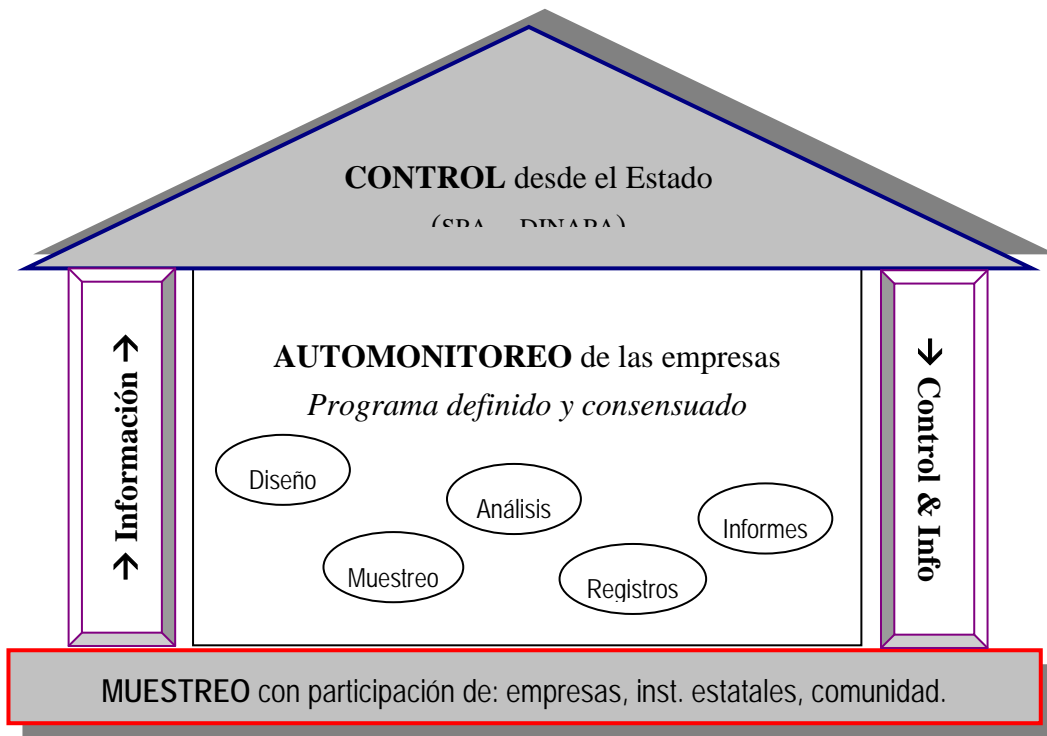 CONTROL desde el Estado
→ Información →
AUTOMONITOREO de las empresas
Programa definido y consensuado
Diseño
Análisis
Informes
Muestreo
Registros
→ Control & Info
MUESTREO con participación de: empresas, inst. estatales, comunidad.